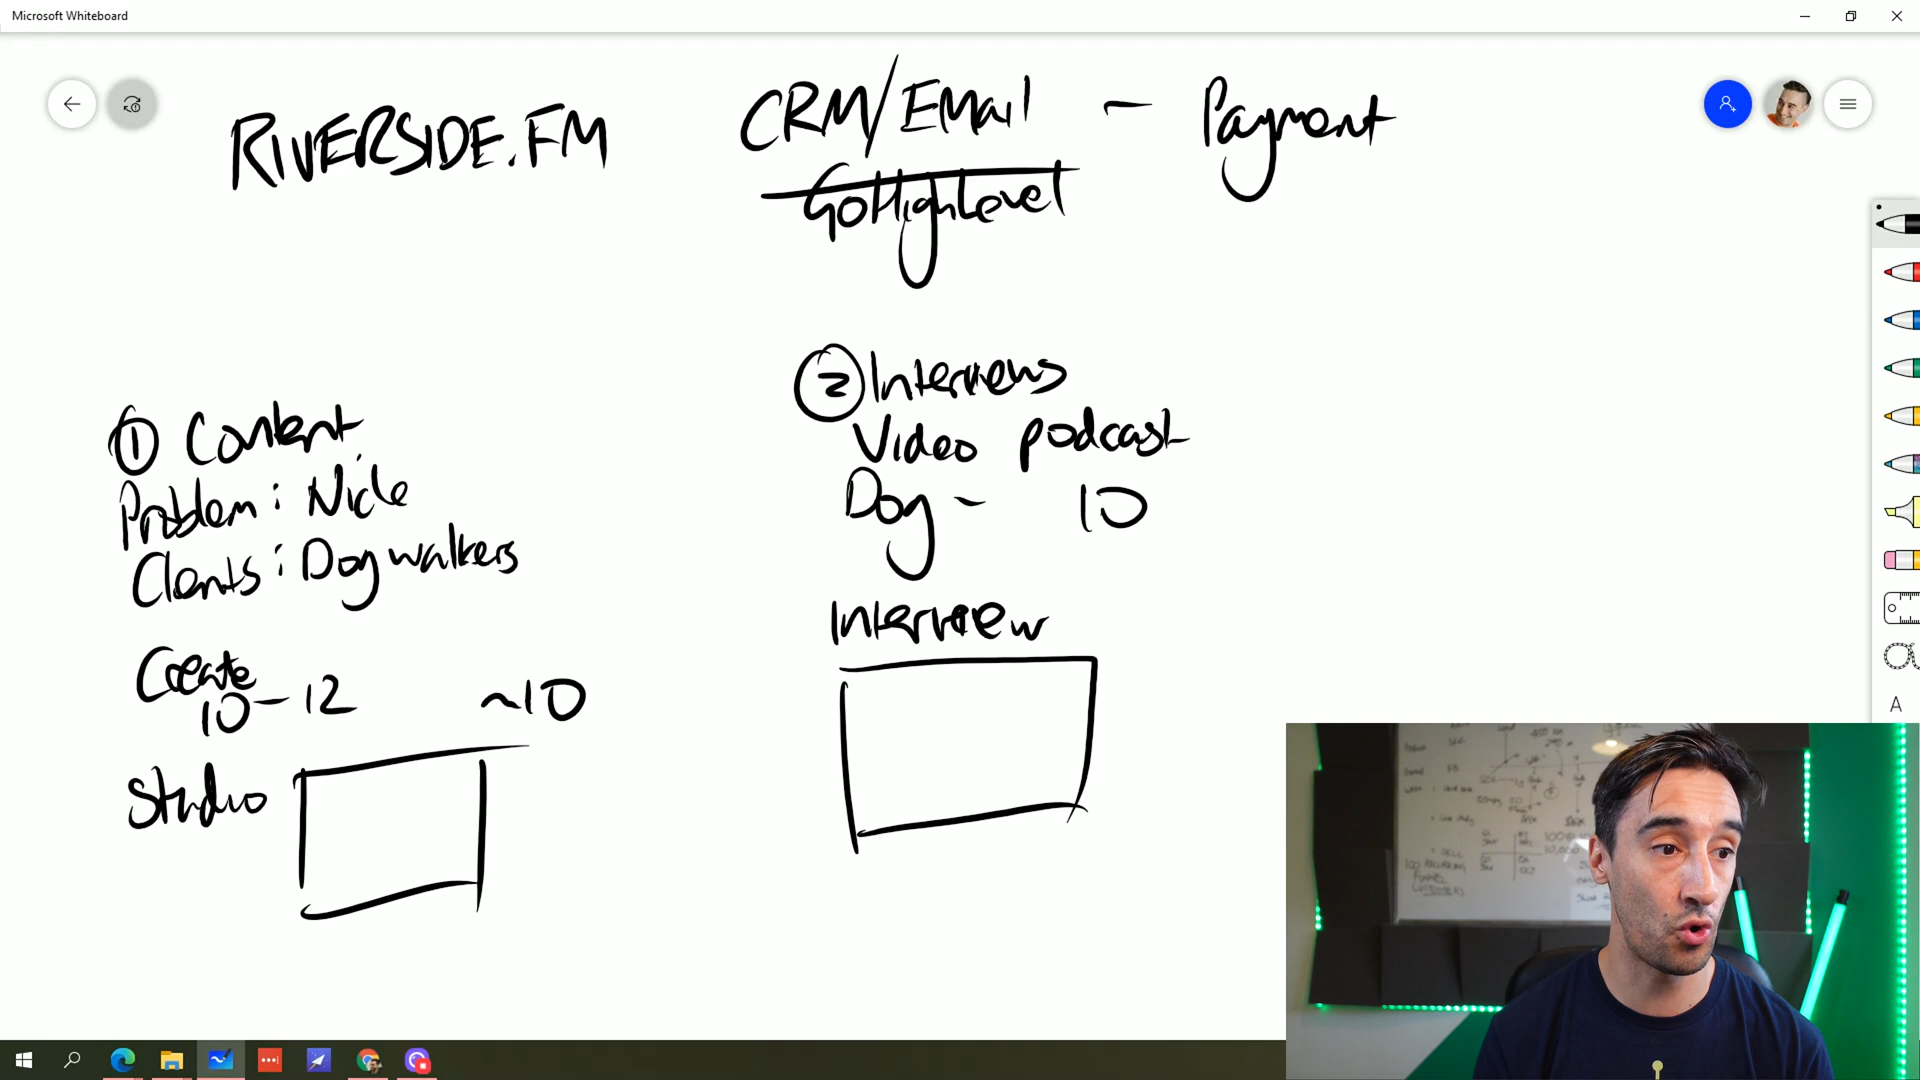 Microsoft Whiteboard
RIVERSIDE.FM
CRM/EMail - Payment
GoHighLevel
② Interviews
Video podcast
Dog - 10
Interview
① Content
Problem: Niche
Clients: Dog walkers
Create
10-12 ~10
Studio
A